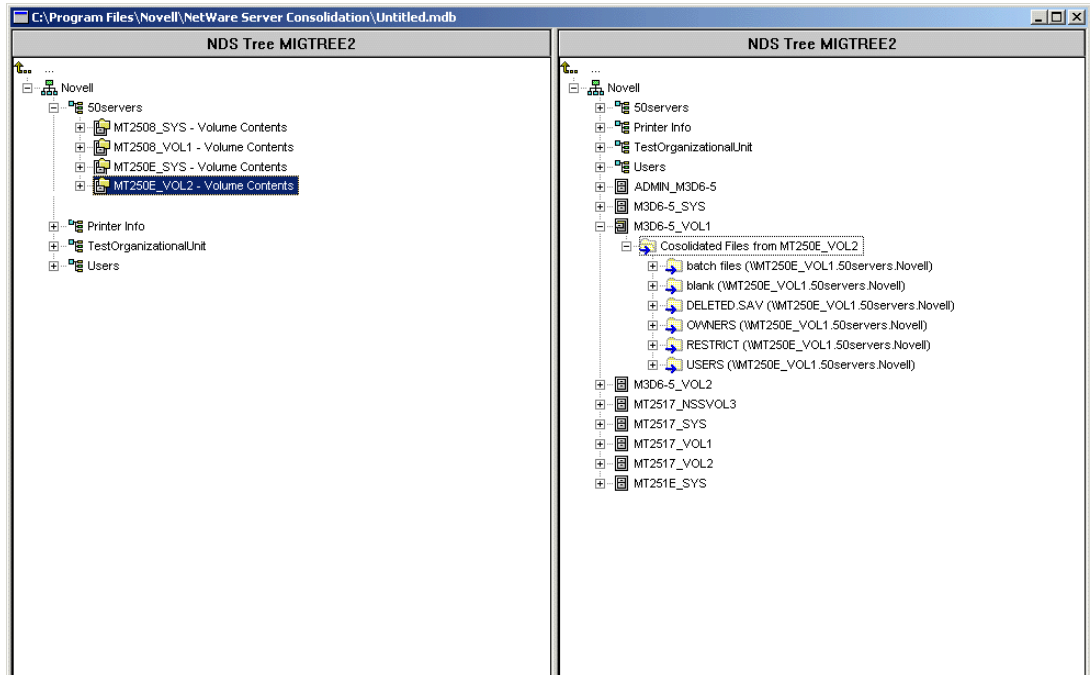 C:\Program Files\Novell\NetWare Server Consolidation\Untitled.mdb
NDS Tree MIGTREE2
...
Novell
50servers
MT2508_SYS - Volume Contents
MT2508_VOL1 - Volume Contents
MT250E_SYS - Volume Contents
MT250E_VOL2 - Volume Contents
Printer Info
TestOrganizationalUnit
Users
NDS Tree MIGTREE2
...
Novell
50servers
Printer Info
TestOrganizationalUnit
Users
ADMIN_M3D6-5
M3D6-5_SYS
M3D6-5_VOL1
Cosolidated Files from MT250E_VOL2
batch files (\\MT250E_VOL1.50servers.Novell)
blank (\\MT250E_VOL1.50servers.Novell)
DELETED.SAV (\\MT250E_VOL1.50servers.Novell)
OWNERS (\\MT250E_VOL1.50servers.Novell)
RESTRICT (\\MT250E_VOL1.50servers.Novell)
USERS (\\MT250E_VOL1.50servers.Novell)
M3D6-5_VOL2
MT2517_NSSVOL3
MT2517_SYS
MT2517_VOL1
MT2517_VOL2
MT251E_SYS